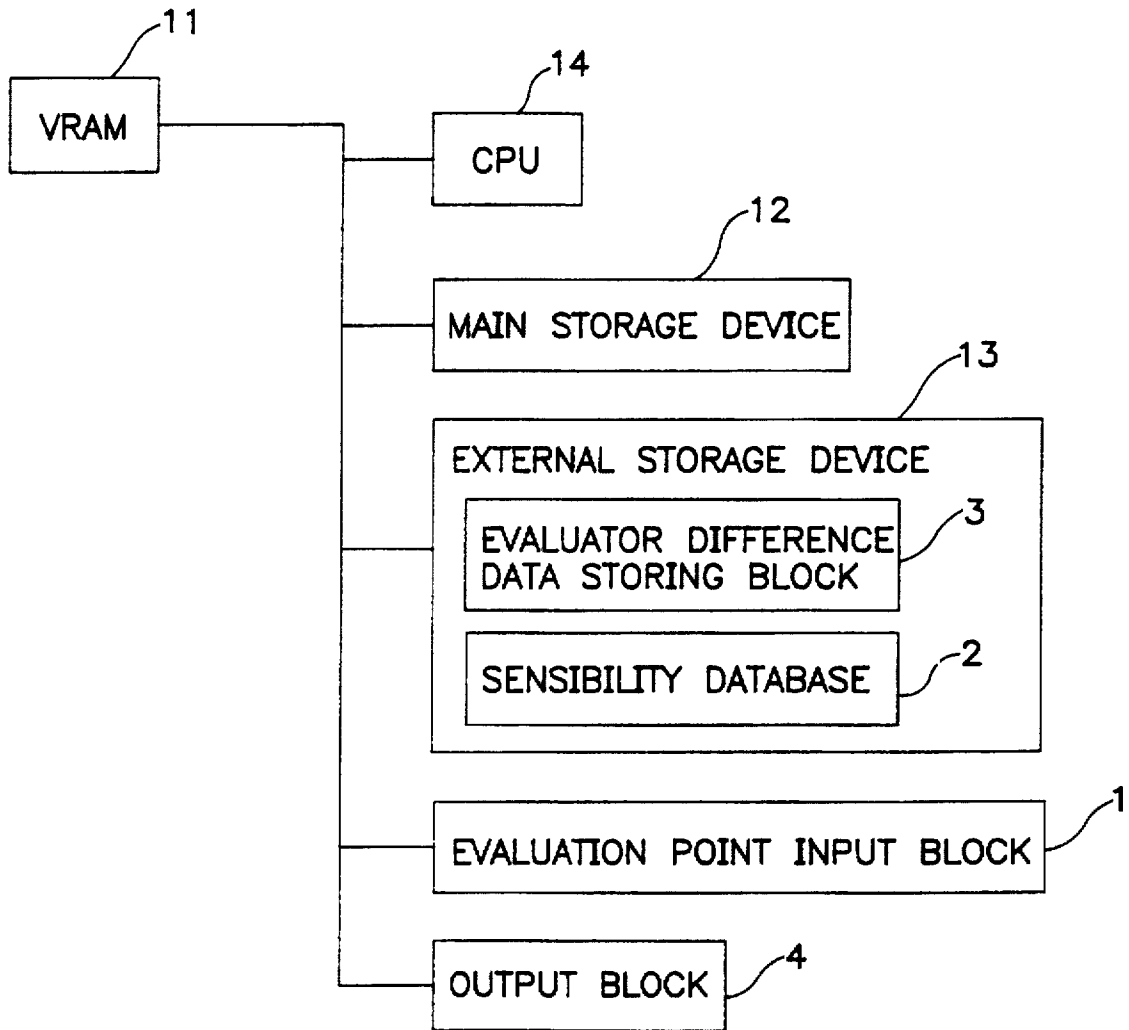 11
VRAM
14
CPU
12
MAIN STORAGE DEVICE
13
EXTERNAL STORAGE DEVICE
3
EVALUATOR DIFFERENCE
DATA STORING BLOCK
2
SENSIBILITY DATABASE
1
EVALUATION POINT INPUT BLOCK
4
OUTPUT BLOCK